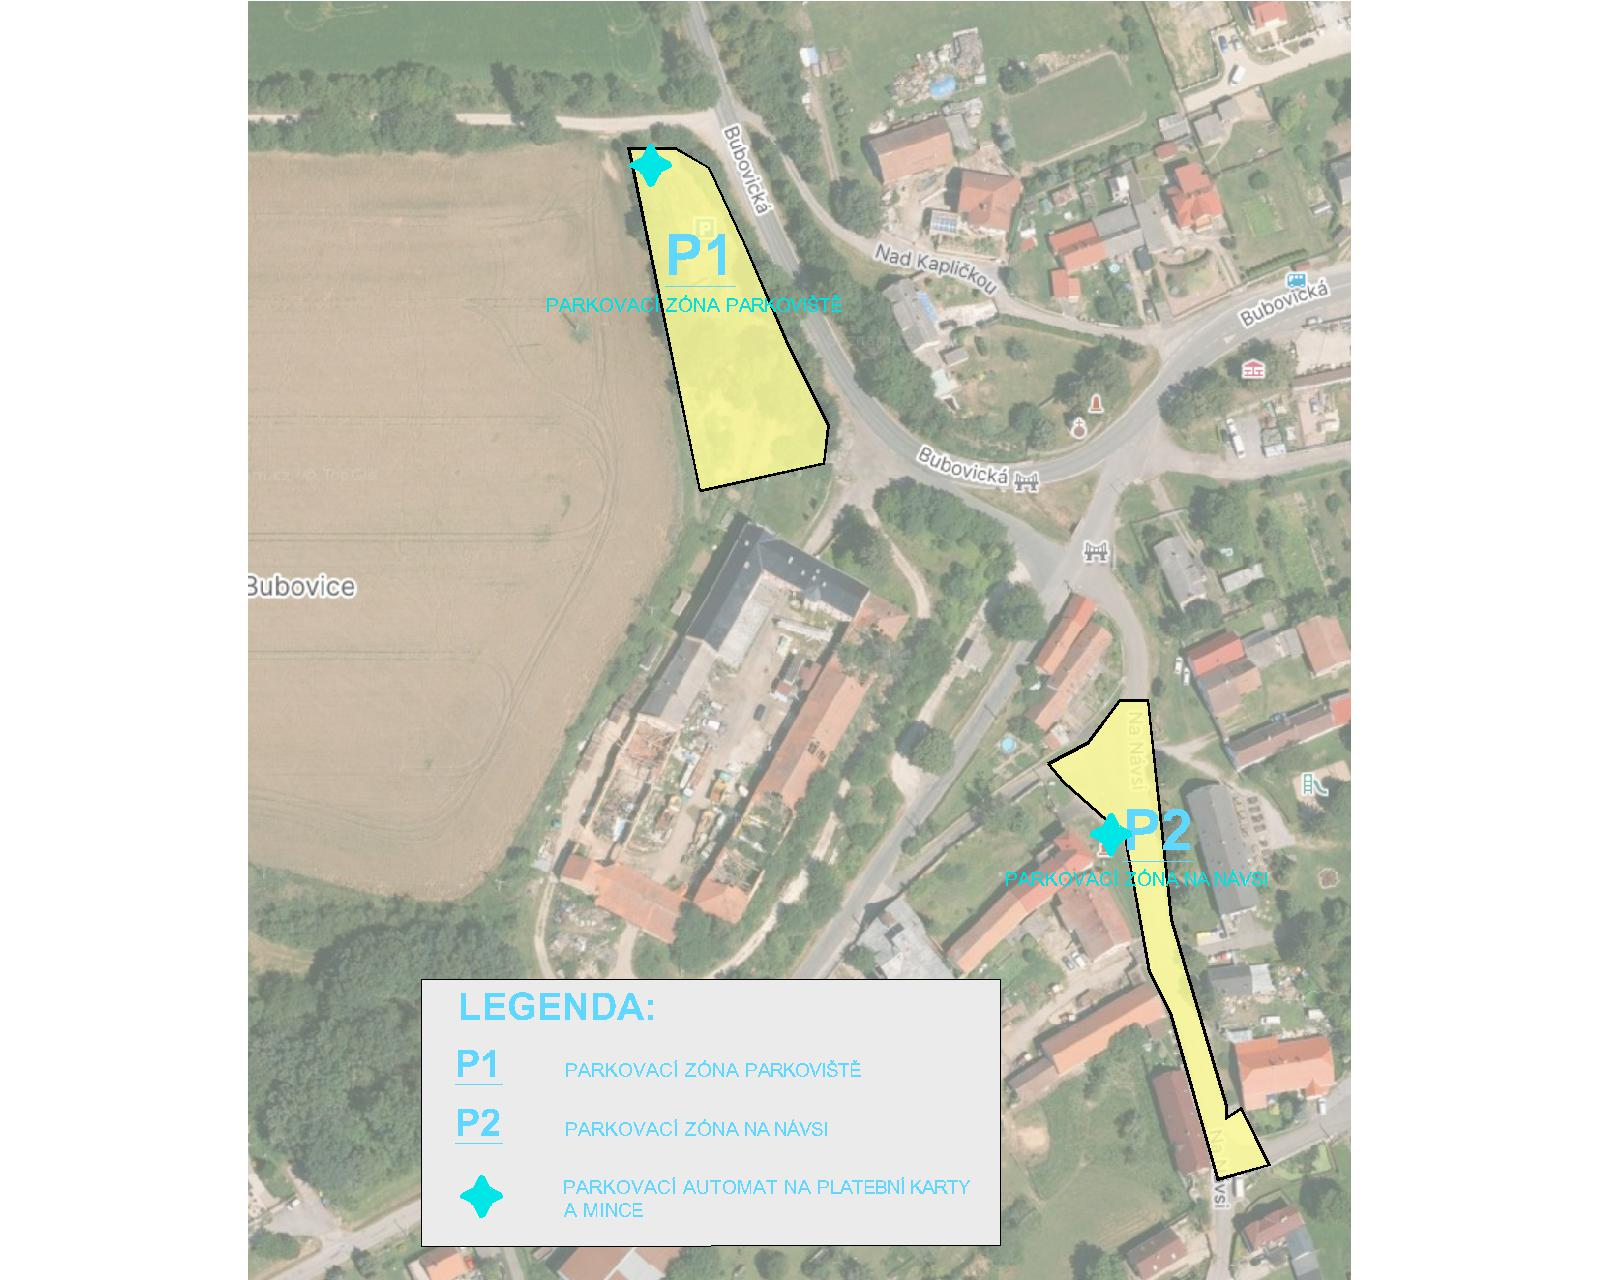 Bubovická
P
P1
PARKOVACÍ ZÓNA PARKOVIŠTĚ
Nad Kapličkou
Bubovická
Bubovická
Bubovice
Na Návsi
P2
PARKOVACÍ ZÓNA NA NÁVSI
LEGENDA:
P1 PARKOVACÍ ZÓNA PARKOVIŠTĚ
P2 PARKOVACÍ ZÓNA NA NÁVSI
PARKOVACÍ AUTOMAT NA PLATEBNÍ KARTY
A MINCE
Na Návsi